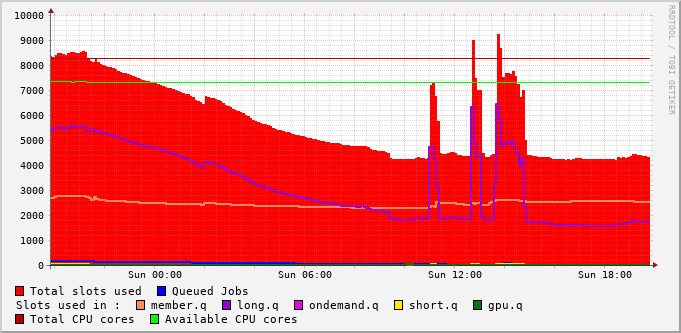 10000
9000
8000
7000
6000
5000
4000
3000
2000
1000
0
Sun 00:00 Sun 06:00 Sun 12:00 Sun 18:00
RRDTOOL / TOBI OETIKER
Total slots used Queued Jobs
Slots used in : member.q long.q ondemand.q short.q gpu.q
Total CPU cores Available CPU cores